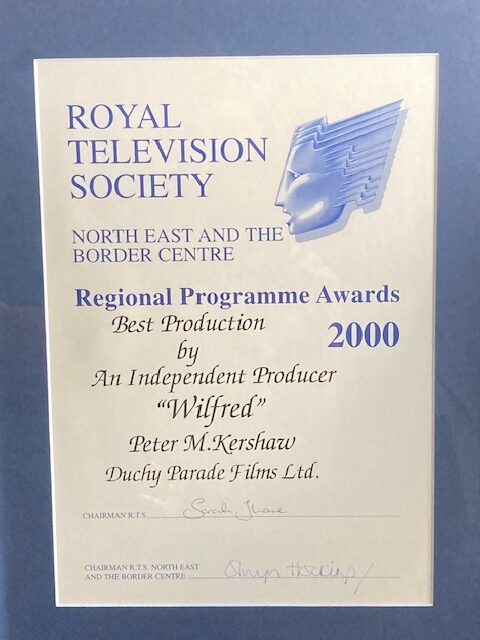 ROYAL
TELEVISION
SOCIETY
NORTH EAST AND THE
BORDER CENTRE
Regional Programme Awards
2000
Best Production
by
An Independent Producer
"Wilfred"
Peter M.Kershaw
Duchy Parade Films Ltd.
CHAIRMAN R.T.S.
CHAIRMAN R.T.S. NORTH EAST
AND THE BORDER CENTRE